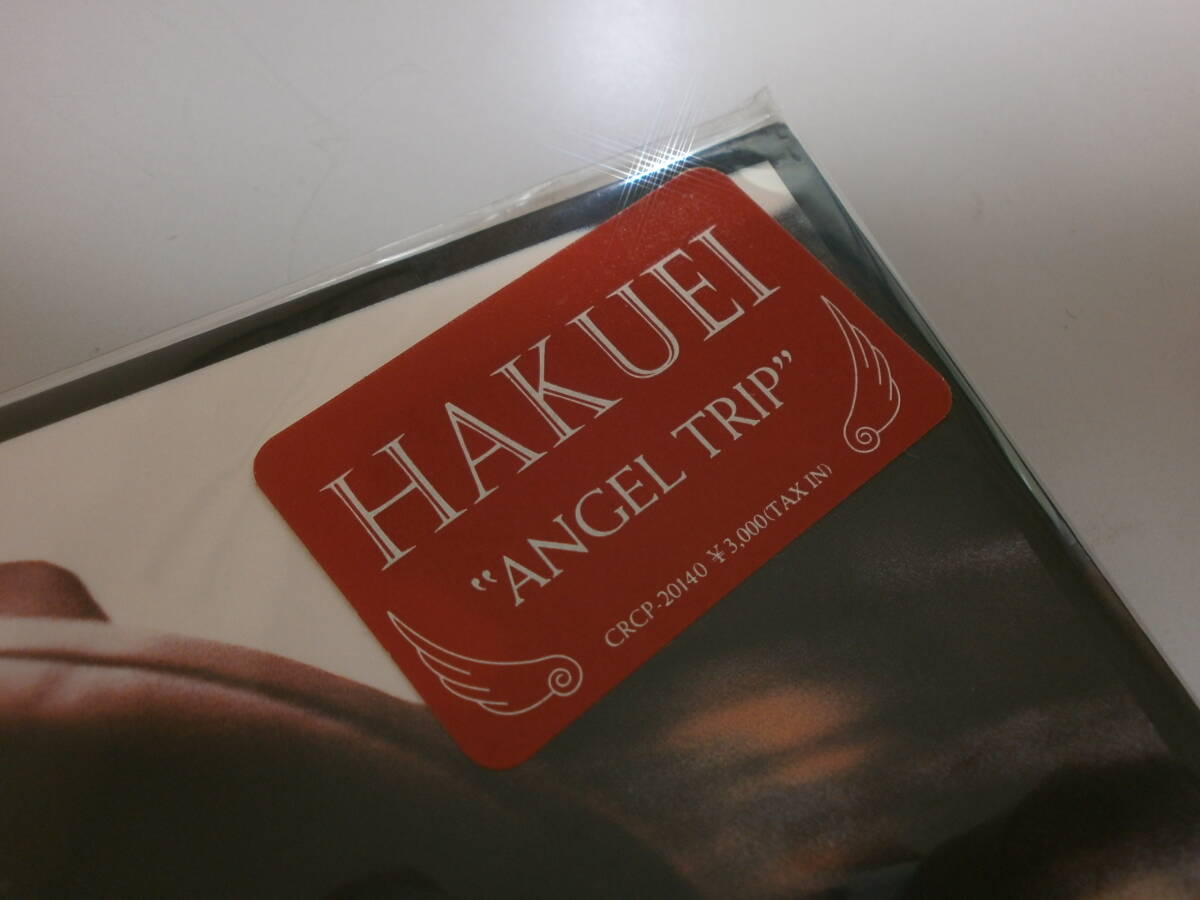 HAKUEI
“ANGEL TRIP”
CRCP-20140 ¥3,000(TAX IN)